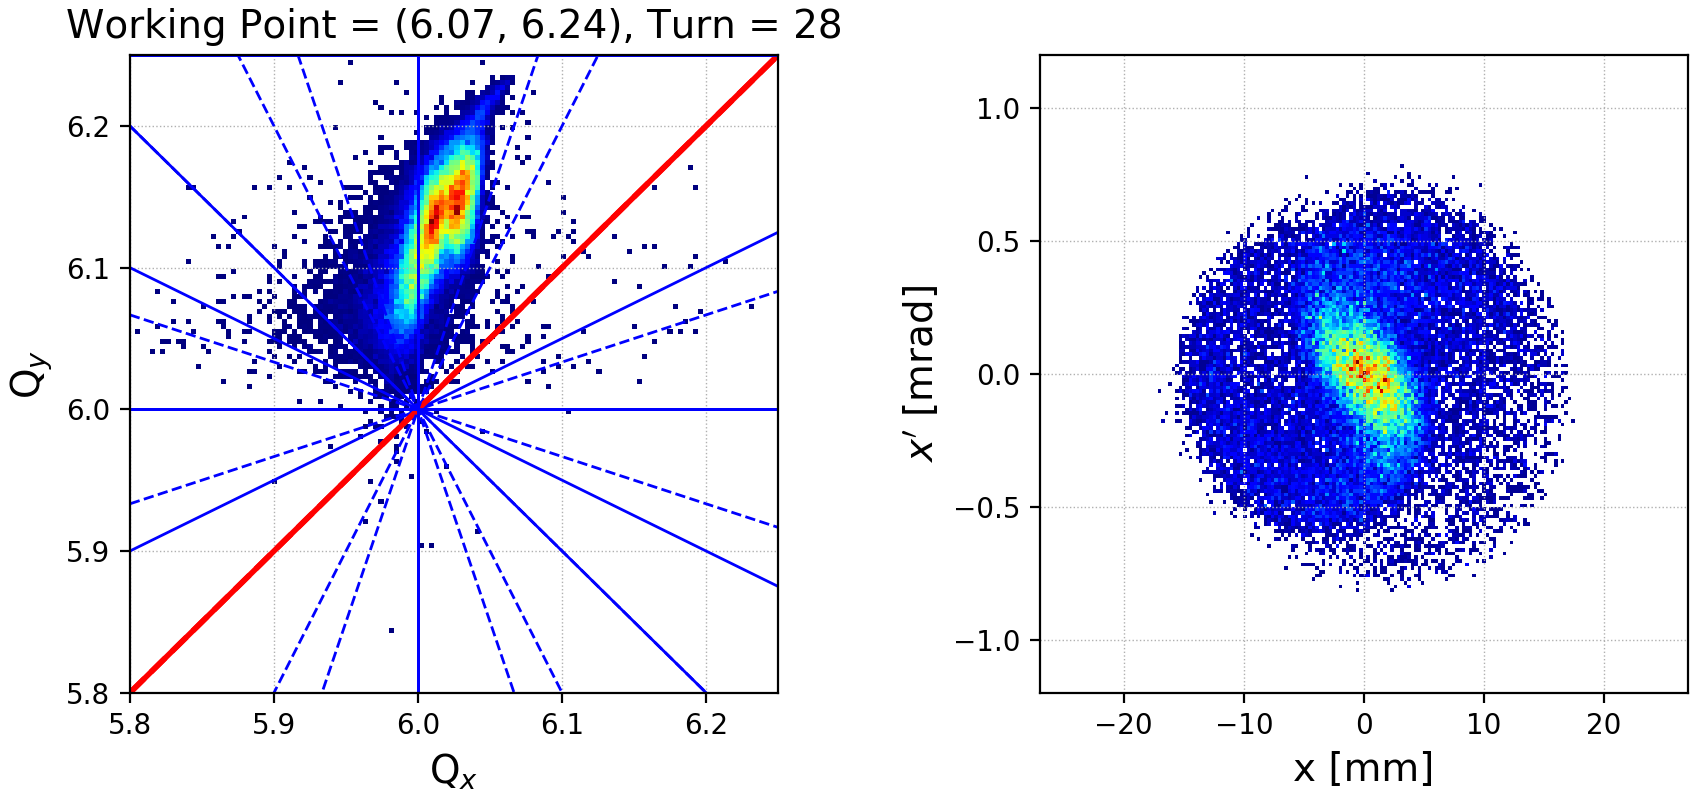 Working Point = (6.07, 6.24), Turn = 28
6.2
6.1
6.0
5.9
5.8
Qy
5.8 5.9 6.0 6.1 6.2
Qx
1.0
0.5
0.0
−0.5
−1.0
x′ [mrad]
−20 −10 0 10 20
x [mm]